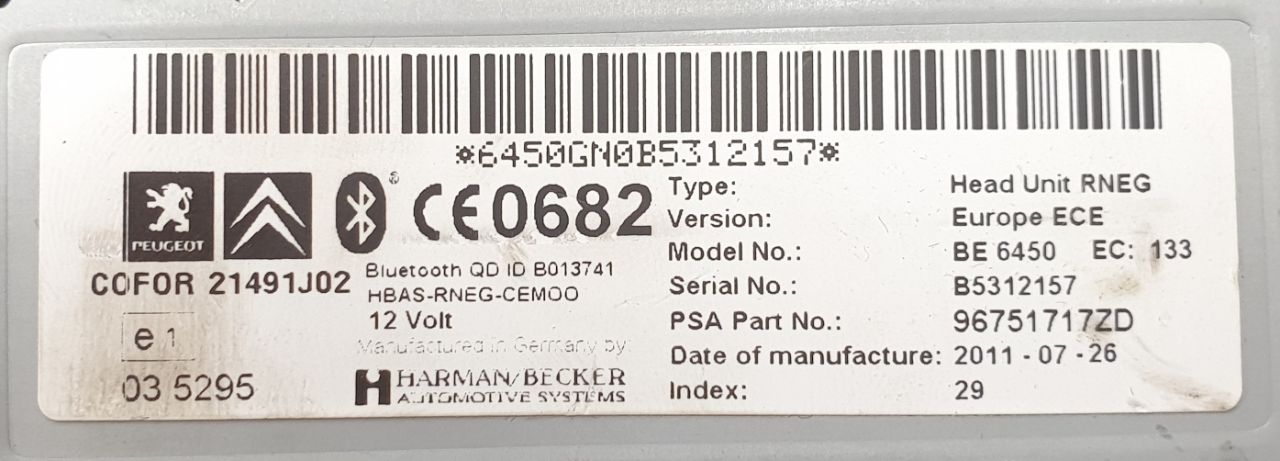 *6450GN0B5312157*
PEUGEOT
®
CE0682
COFOR 21491J02
Bluetooth QD ID B013741
HBAS-RNEG-CEMOO
12 Volt
e 1
03 5295
Manufactured in Germany by:
HARMAN/BECKER
AUTOMOTIVE SYSTEMS
Type: Head Unit RNEG
Version: Europe ECE
Model No.: BE 6450 EC: 133
Serial No.: B5312157
PSA Part No.: 96751717ZD
Date of manufacture: 2011 - 07 - 26
Index: 29